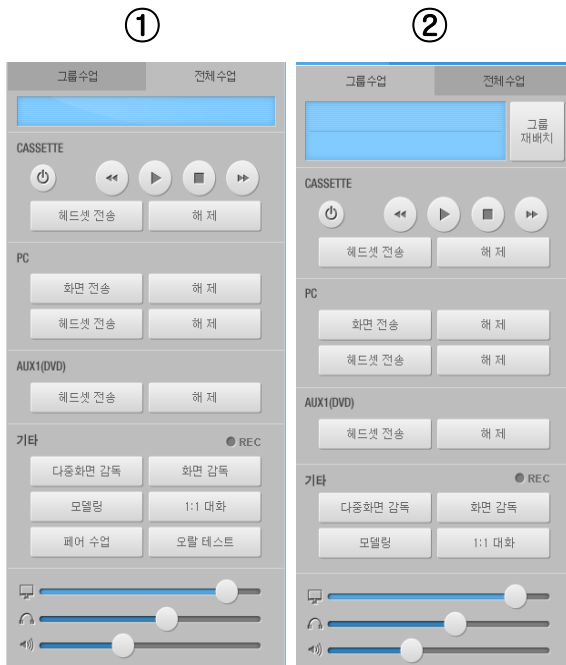 ①
그룹수업 전체수업
CASSETTE
헤드셋 전송 해 제
PC
화면 전송 해 제
헤드셋 전송 해 제
AUX1(DVD)
헤드셋 전송 해 제
기타 REC
다중화면 감독 화면 감독
모델링 1:1 대화
페어 수업 오랄 테스트
②
그룹수업 전체수업
그룹
재배치
CASSETTE
헤드셋 전송 해 제
PC
화면 전송 해 제
헤드셋 전송 해 제
AUX1(DVD)
헤드셋 전송 해 제
기타 REC
다중화면 감독 화면 감독
모델링 1:1 대화